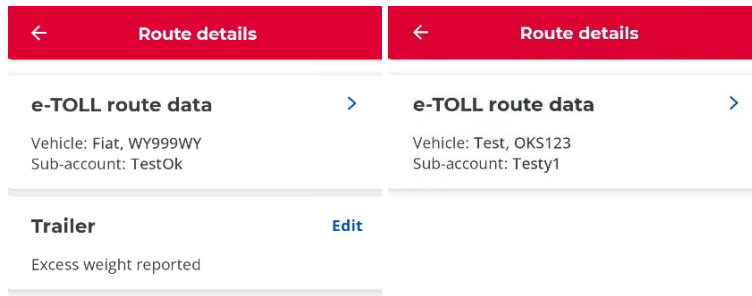 Route details
e-TOLL route data
Vehicle: Fiat, WY999WY
Sub-account: TestOk
Trailer
Edit
Excess weight reported
Route details
e-TOLL route data
Vehicle: Test, OKS123
Sub-account: Testy1